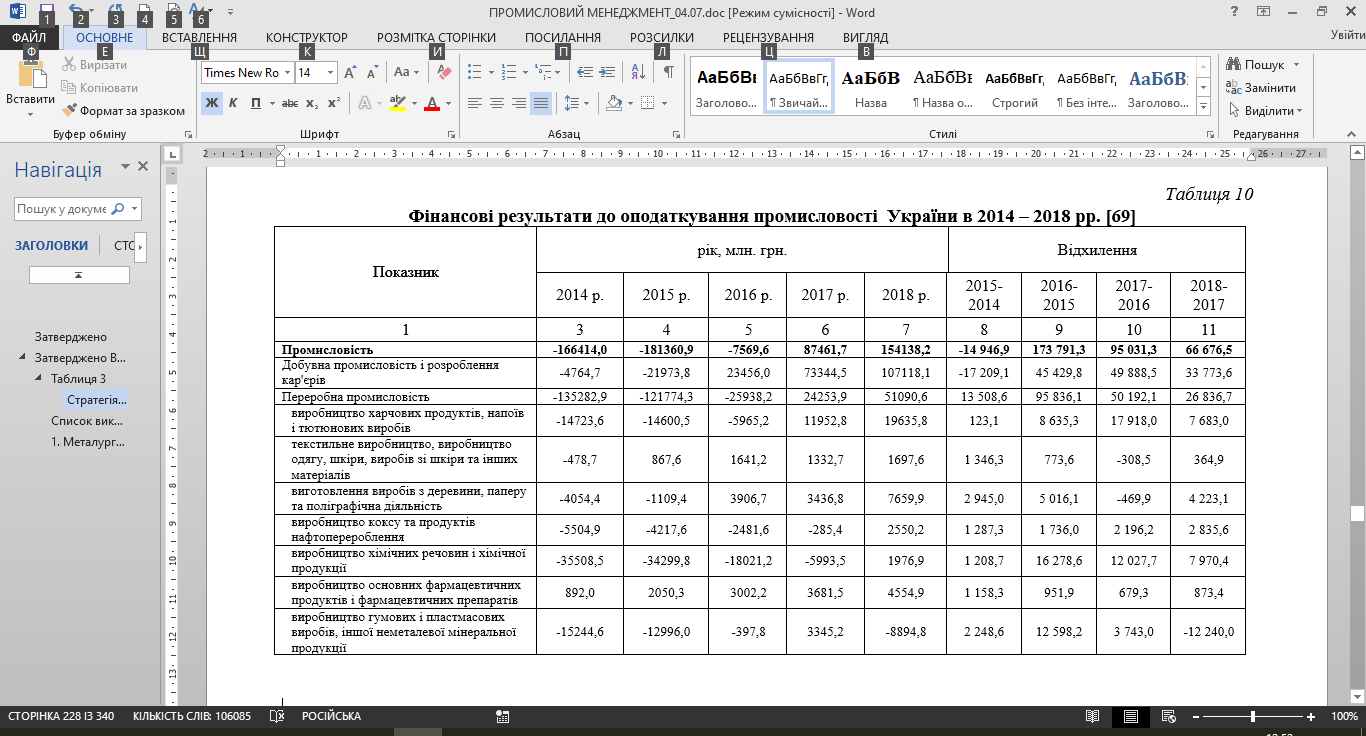 ПРОМИСЛОВИЙ МЕНЕДЖМЕНТ_04.07.doc [Режим сумісності] - Word
1 2 3 4 5 6
ФАЙЛ ОСНОВНЕ ВСТАВЛЕННЯ КОНСТРУКТОР РОЗМІТКА СТОРІНКИ ПОСИЛАННЯ РОЗСИЛКИ РЕЦЕНЗУВАННЯ ВИГЛЯД Увійти
Ф Е Щ К И П Л Ц В
Вставити
Вирізати
Копіювати
Формат за зразком
Буфер обміну
Times New Ro 14
Ж К П abc x₂ x²
Шрифт
Абзац
АаБбВв АаБбВвГг, АаБбВ АаБбВв АаБбВвГг, АаБбВвГг, АаБбВ:
Заголово... ¶ Звичай... Назва ¶ Назва о... Строгий ¶ Без інте... Заголово...
Стилі
Пошук
Замінити
Виділити
Редагування
Навігація
Пошук у докуме
ЗАГОЛОВКИ СТО
Затверджено
Затверджено В...
Таблиця 3
Стратегія...
Список вик...
1. Металург...
Таблиця 10
Фінансові результати до оподаткування промисловості України в 2014 – 2018 рр. [69]
Показник рік, млн. грн. Відхилення
2014 р. 2015 р. 2016 р. 2017 р. 2018 р. 2015-2014 2016-2015 2017-2016 2018-2017
1 3 4 5 6 7 8 9 10 11
Промисловість -166414,0 -181360,9 -7569,6 87461,7 154138,2 -14 946,9 173 791,3 95 031,3 66 676,5
Добувна промисловість і розроблення
кар'єрів -4764,7 -21973,8 23456,0 73344,5 107118,1 -17 209,1 45 429,8 49 888,5 33 773,6
Переробна промисловість -135282,9 -121774,3 -25938,2 24253,9 51090,6 13 508,6 95 836,1 50 192,1 26 836,7
виробництво харчових продуктів, напоїв
і тютюнових виробів -14723,6 -14600,5 -5965,2 11952,8 19635,8 123,1 8 635,3 17 918,0 7 683,0
текстильне виробництво, виробництво
одягу, шкіри, виробів зі шкіри та інших
матеріалів -478,7 867,6 1641,2 1332,7 1697,6 1 346,3 773,6 -308,5 364,9
виготовлення виробів з деревини, паперу
та поліграфічна діяльність -4054,4 -1109,4 3906,7 3436,8 7659,9 2 945,0 5 016,1 -469,9 4 223,1
виробництво коксу та продуктів
нафтоперероблення -5504,9 -4217,6 -2481,6 -285,4 2550,2 1 287,3 1 736,0 2 196,2 2 835,6
виробництво хімічних речовин і хімічної
продукції -35508,5 -34299,8 -18021,2 -5993,5 1976,9 1 208,7 16 278,6 12 027,7 7 970,4
виробництво основних фармацевтичних
продуктів і фармацевтичних препаратів 892,0 2050,3 3002,2 3681,5 4554,9 1 158,3 951,9 679,3 873,4
виробництво гумових і пластмасових
виробів, іншої неметалевої мінеральної
продукції -15244,6 -12996,0 -397,8 3345,2 -8894,8 2 248,6 12 598,2 3 743,0 -12 240,0
СТОРІНКА 228 ІЗ 340 КІЛЬКІСТЬ СЛІВ: 106085 РОСІЙСЬКА 100%